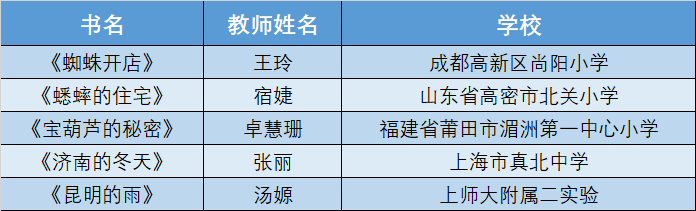 书名 教师姓名 学校
《蜘蛛开店》 王玲 成都高新区尚阳小学
《蟋蟀的住宅》 宿婕 山东省高密市北关小学
《宝葫芦的秘密》 卓慧珊 福建省莆田市湄洲第一中心小学
《济南的冬天》 张丽 上海市真北中学
《昆明的雨》 汤嫄 上师大附属二实验